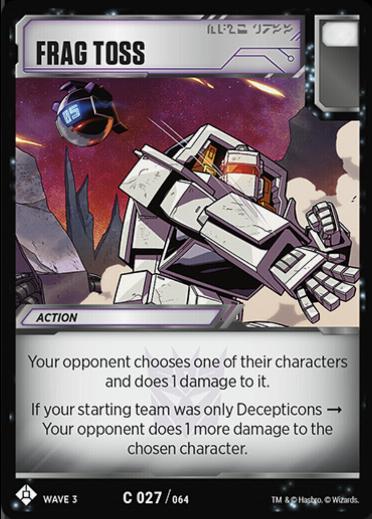 FRAG TOSS
05
ACTION
Your opponent chooses one of their characters
and does 1 damage to it.
If your starting team was only Decepticons →
Your opponent does 1 more damage to the
chosen character.
WAVE 3
C 027/064
TM & © Hasbro. © Wizards.